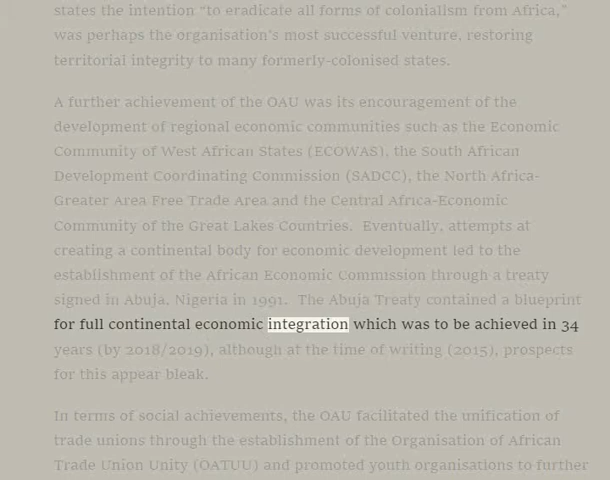 states the intention “to eradicate all forms of colonialism from Africa,”
was perhaps the organisation’s most successful venture, restoring
territorial integrity to many formerly-colonised states.
A further achievement of the OAU was its encouragement of the
development of regional economic communities such as the Economic
Community of West African States (ECOWAS), the South African
Development Coordinating Commission (SADCC), the North Africa-
Greater Area Free Trade Area and the Central Africa-Economic
Community of the Great Lakes Countries.  Eventually, attempts at
creating a continental body for economic development led to the
establishment of the African Economic Commission through a treaty
signed in Abuja, Nigeria in 1991.  The Abuja Treaty contained a blueprint
for full continental economic integration which was to be achieved in 34
years (by 2018/2019), although at the time of writing (2015), prospects
for this appear bleak.
In terms of social achievements, the OAU facilitated the unification of
trade unions through the establishment of the Organisation of African
Trade Union Unity (OATUU) and promoted youth organisations to further